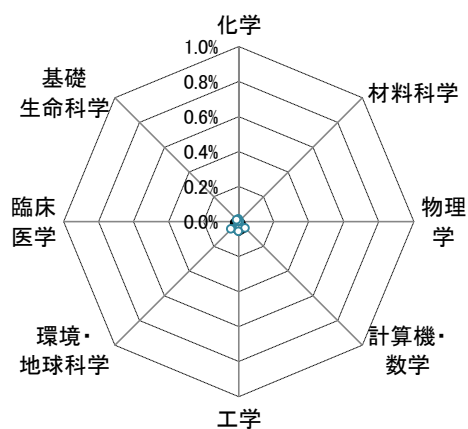 化学
1.0%
0.8%
0.6%
0.4%
0.2%
0.0%
材料科学
物理
学
計算機・
数学
工学
環境・
地球科学
臨床
医学
基礎
生命科学